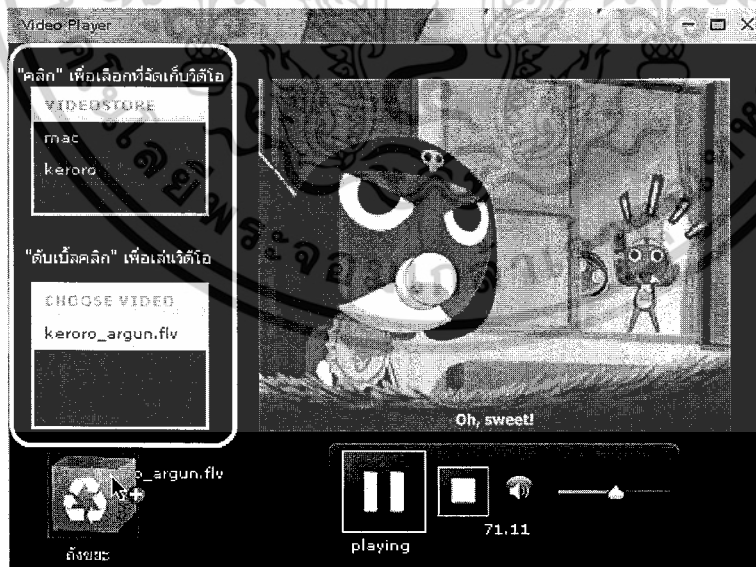 Video Player
"คลิก" เพื่อเลือกที่จัดเก็บวิดีโอ
VIDEOSTORE
mac
keroro
"ดับเบิ้ลคลิก" เพื่อเล่นวิดีโอ
CHOOSE VIDEO
keroro_argun.flv
Oh, sweet!
o_argun.flv
ถังขยะ
playing
71.11